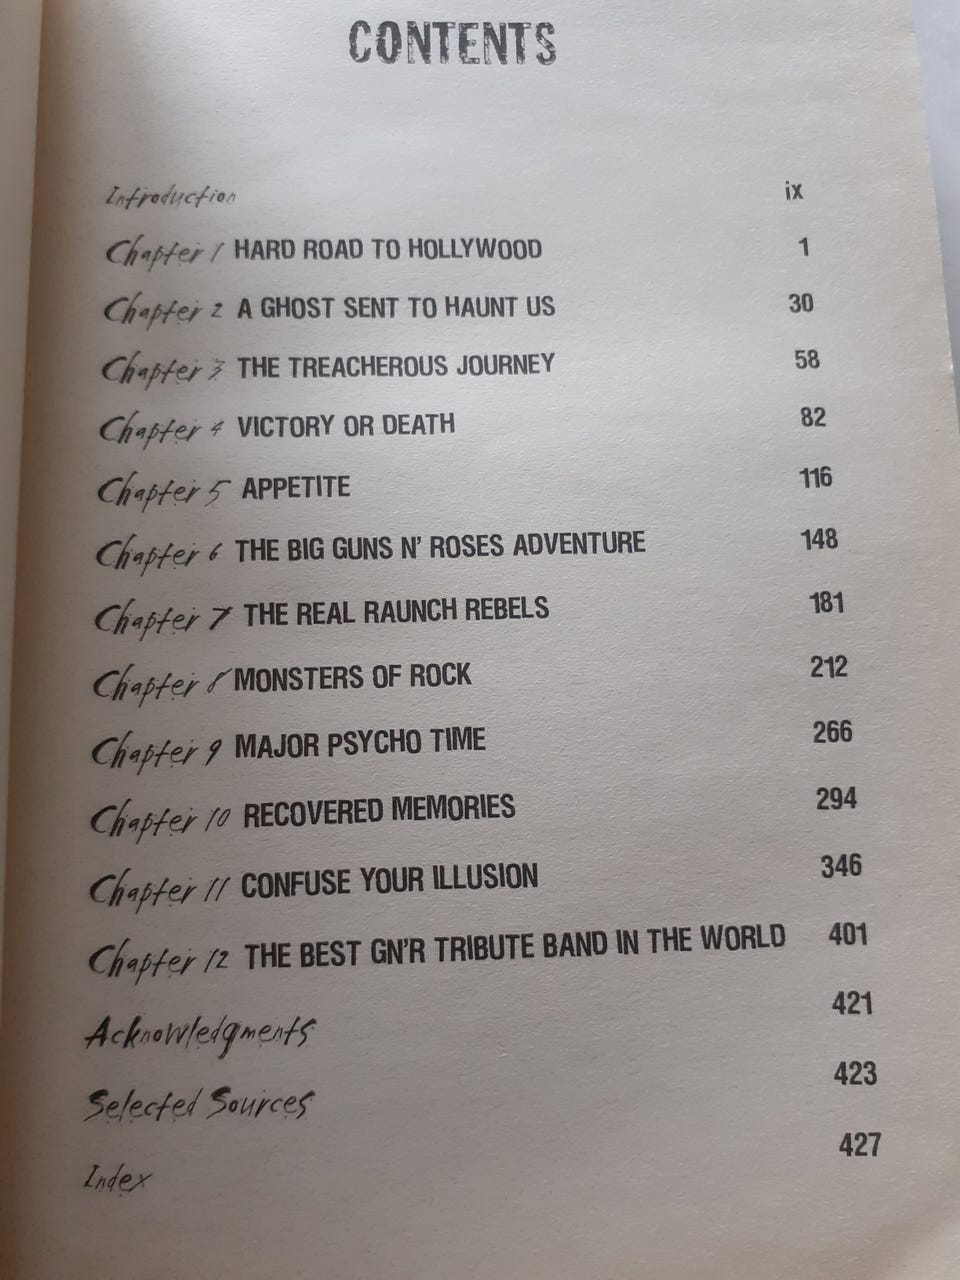 CONTENTS
Introduction ix
Chapter 1 HARD ROAD TO HOLLYWOOD 1
Chapter 2 A GHOST SENT TO HAUNT US 30
Chapter 3 THE TREACHEROUS JOURNEY 58
Chapter 4 VICTORY OR DEATH 82
Chapter 5 APPETITE 116
Chapter 6 THE BIG GUNS N' ROSES ADVENTURE 148
Chapter 7 THE REAL RAUNCH REBELS 181
Chapter 8 MONSTERS OF ROCK 212
Chapter 9 MAJOR PSYCHO TIME 266
Chapter 10 RECOVERED MEMORIES 294
Chapter 11 CONFUSE YOUR ILLUSION 346
Chapter 12 THE BEST GN'R TRIBUTE BAND IN THE WORLD 401
Acknowledgments 421
Selected Sources 423
Index 427